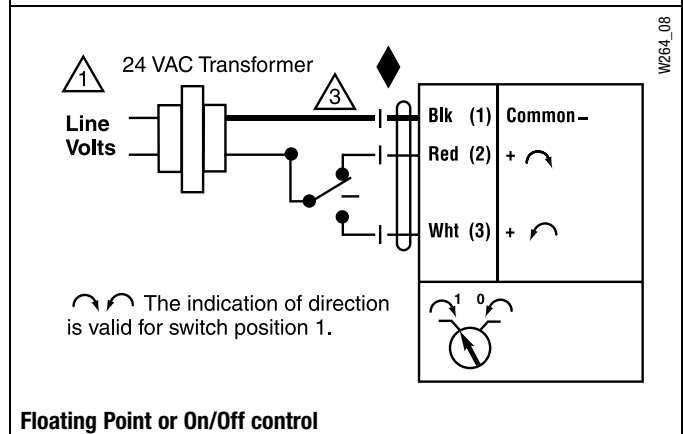 W264_08
1
24 VAC Transformer
3
Line
Volts
Blk (1) Common –
Red (2) +
Wht (3) +
The indication of direction
is valid for switch position 1.
1 0
Floating Point or On/Off control